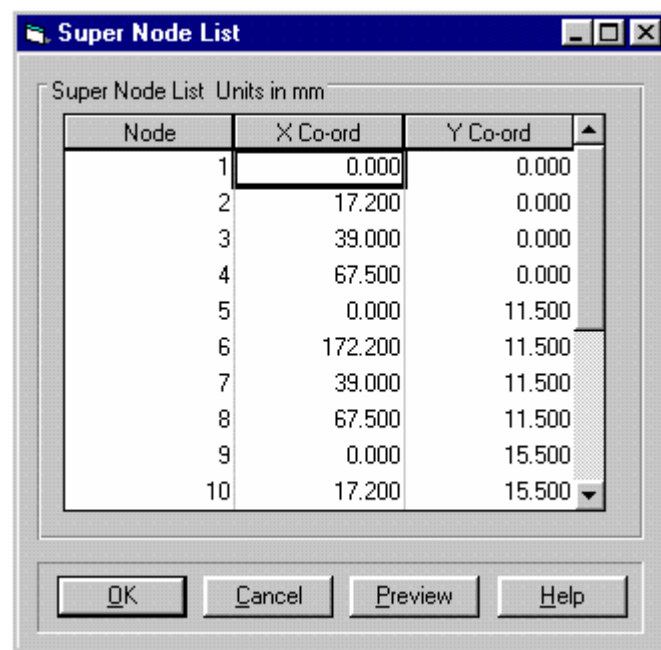 Super Node List
Super Node List Units in mm
Node X Co-ord Y Co-ord
1 0.000 0.000
2 17.200 0.000
3 39.000 0.000
4 67.500 0.000
5 0.000 11.500
6 172.200 11.500
7 39.000 11.500
8 67.500 11.500
9 0.000 15.500
10 17.200 15.500
OK Cancel Preview Help